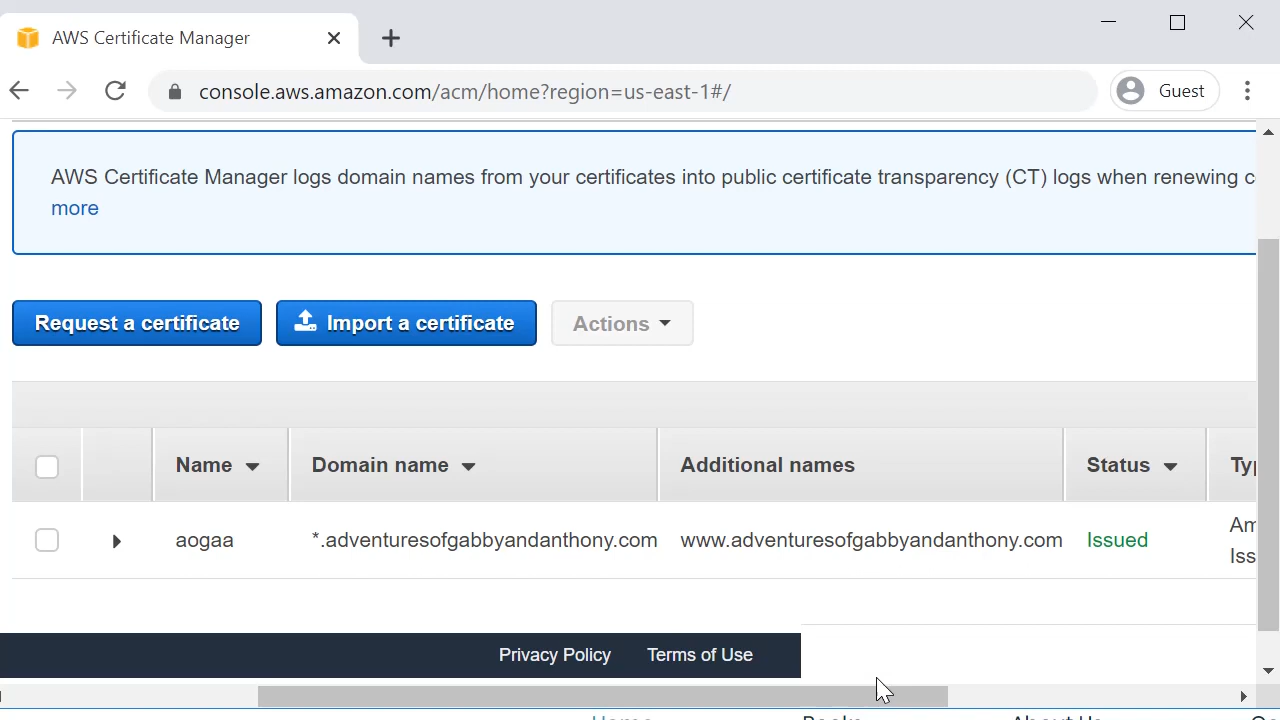 AWS Certificate Manager
console.aws.amazon.com/acm/home?region=us-east-1#/
Guest
AWS Certificate Manager logs domain names from your certificates into public certificate transparency (CT) logs when renewing
more
Request a certificate
Import a certificate
Actions
Name
Domain name
Additional names
Status
aogaa
*.adventuresofgabbyandanthony.com
www.adventuresofgabbyandanthony.com
Issued
Privacy Policy
Terms of Use